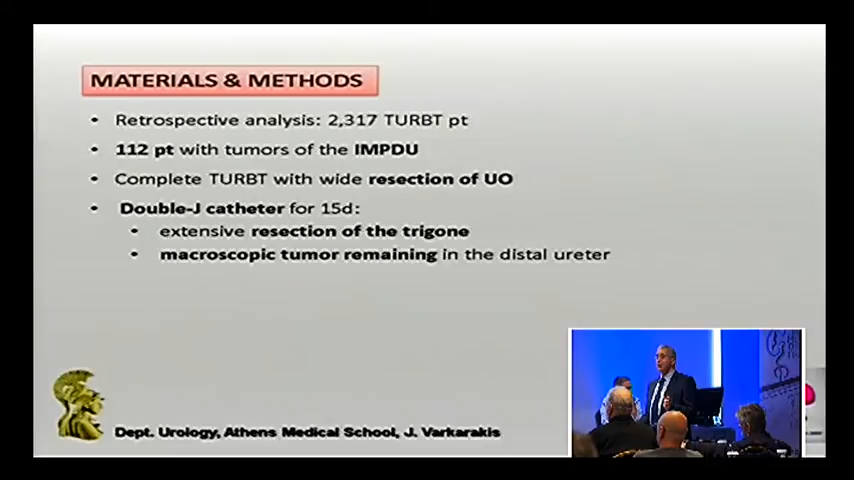 MATERIALS & METHODS
• Retrospective analysis: 2,317 TURBT pt
• 112 pt with tumors of the IMPDU
• Complete TURBT with wide resection of UO
• Double-J catheter for 15d:
• extensive resection of the trigone
• macroscopic tumor remaining in the distal ureter
Dept. Urology, Athens Medical School, J. Varkarakis